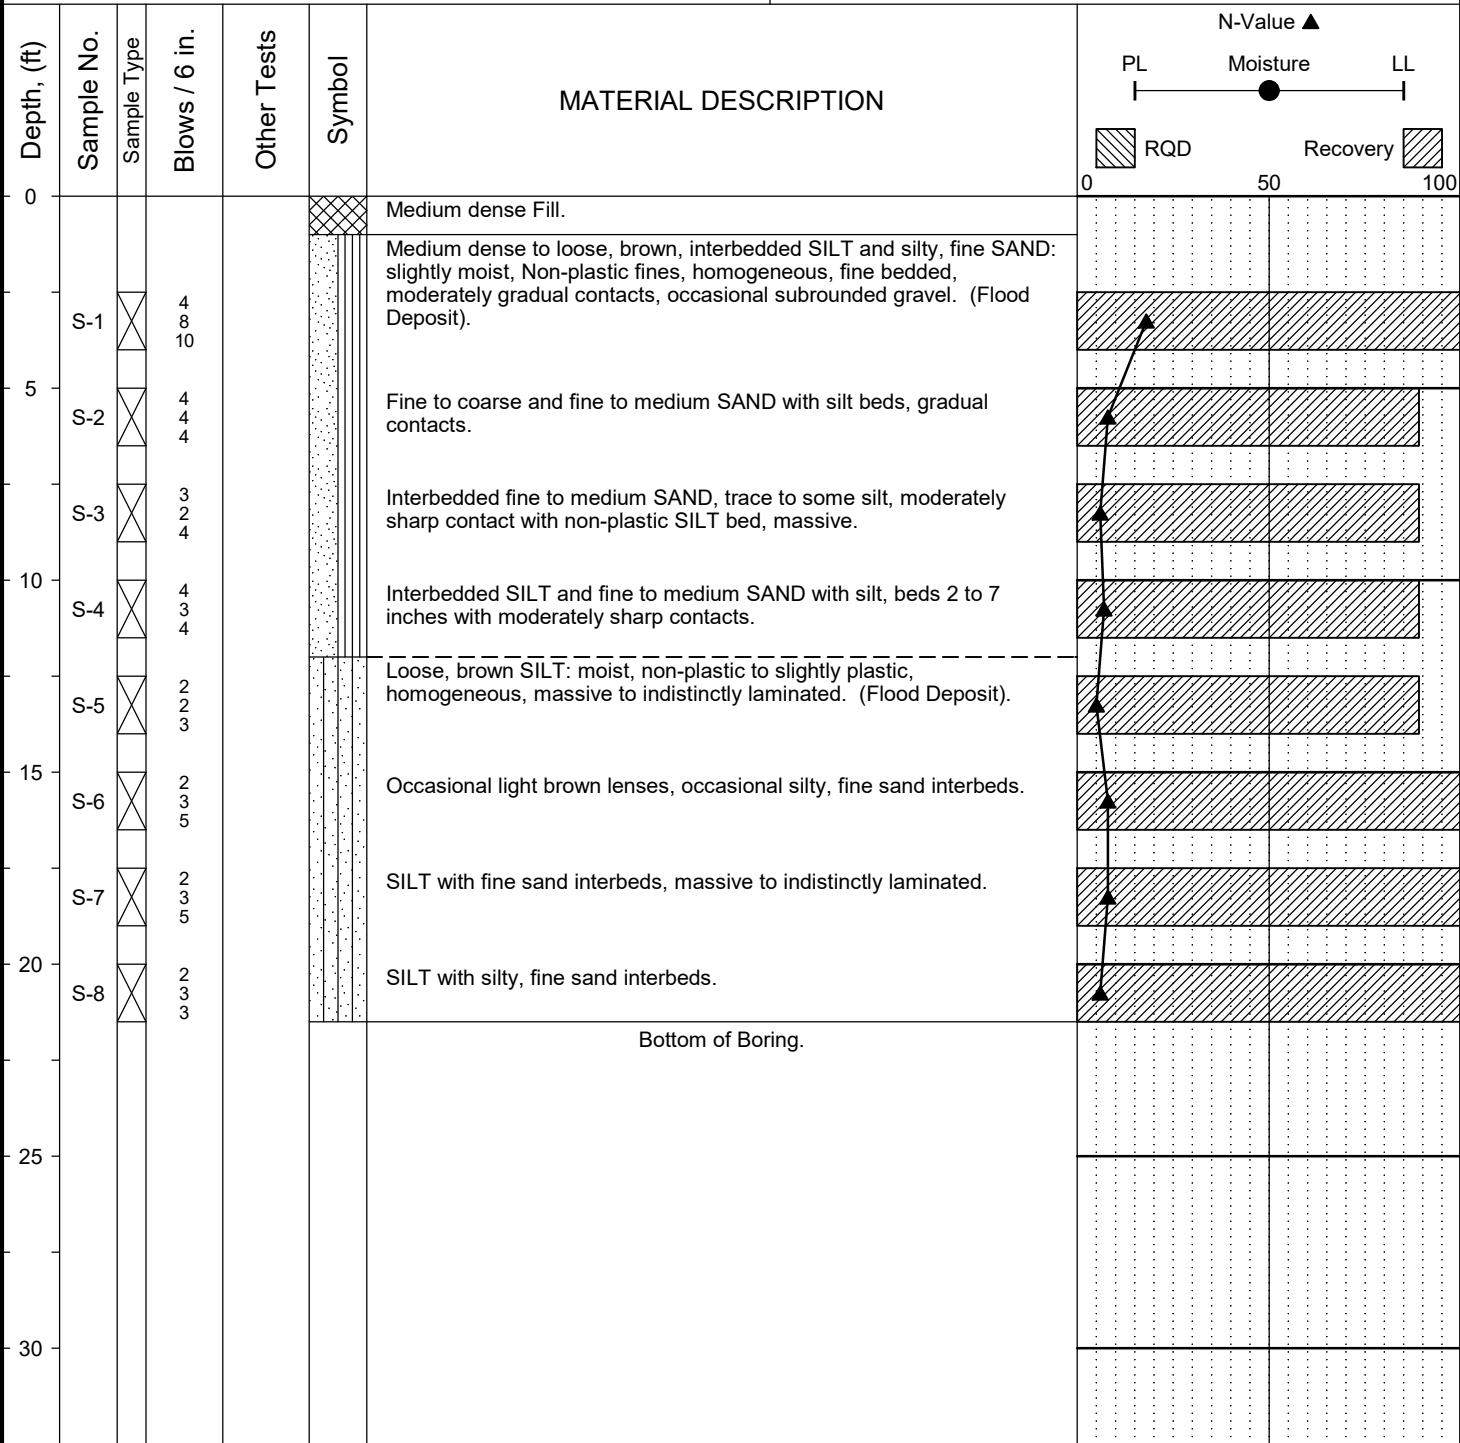 N-Value
PL Moisture LL
RQD Recovery
0 50 100
Depth, (ft)
Sample No.
Sample Type
Blows / 6 in.
Other Tests
Symbol
MATERIAL DESCRIPTION
0
Medium dense Fill.
Medium dense to loose, brown, interbedded SILT and silty, fine SAND:
slightly moist, Non-plastic fines, homogeneous, fine bedded,
moderately gradual contacts, occasional subrounded gravel. (Flood
Deposit).
S-1
4
8
10
5
S-2
4
4
4
Fine to coarse and fine to medium SAND with silt beds, gradual
contacts.
S-3
3
2
4
Interbedded fine to medium SAND, trace to some silt, moderately
sharp contact with non-plastic SILT bed, massive.
10
S-4
4
3
4
Interbedded SILT and fine to medium SAND with silt, beds 2 to 7
inches with moderately sharp contacts.
Loose, brown SILT: moist, non-plastic to slightly plastic,
homogeneous, massive to indistinctly laminated. (Flood Deposit).
S-5
2
2
3
15
S-6
2
3
5
Occasional light brown lenses, occasional silty, fine sand interbeds.
S-7
2
3
5
SILT with fine sand interbeds, massive to indistinctly laminated.
20
S-8
2
3
3
SILT with silty, fine sand interbeds.
Bottom of Boring.
25
30